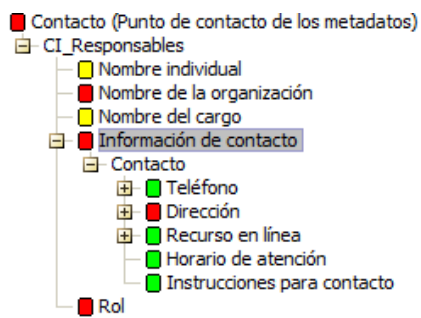 Contacto (Punto de contacto de los metadatos)
CI_Responsables
Nombre individual
Nombre de la organización
Nombre del cargo
Información de contacto
Contacto
Teléfono
Dirección
Recurso en línea
Horario de atención
Instrucciones para contacto
Rol